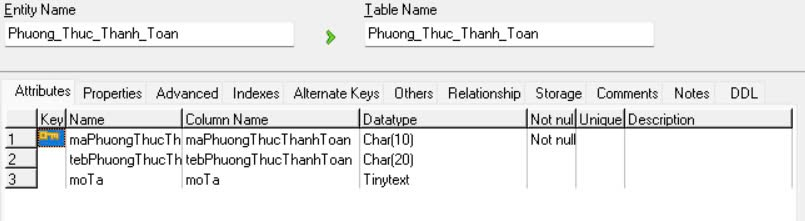 Entity Name Table Name
Phuong_Thuc_Thanh_Toan Phuong_Thuc_Thanh_Toan
Attributes Properties Advanced Indexes Alternate Keys Others Relationship Storage Comments Notes DDL
Key Name Column Name Datatype Not nul Unique Description
1 maPhuongThucTh maPhuongThucThanhToan Char(10) Not null
2 tebPhuongThucTh tebPhuongThucThanhToan Char(20)
3 moTa moTa Tinytext